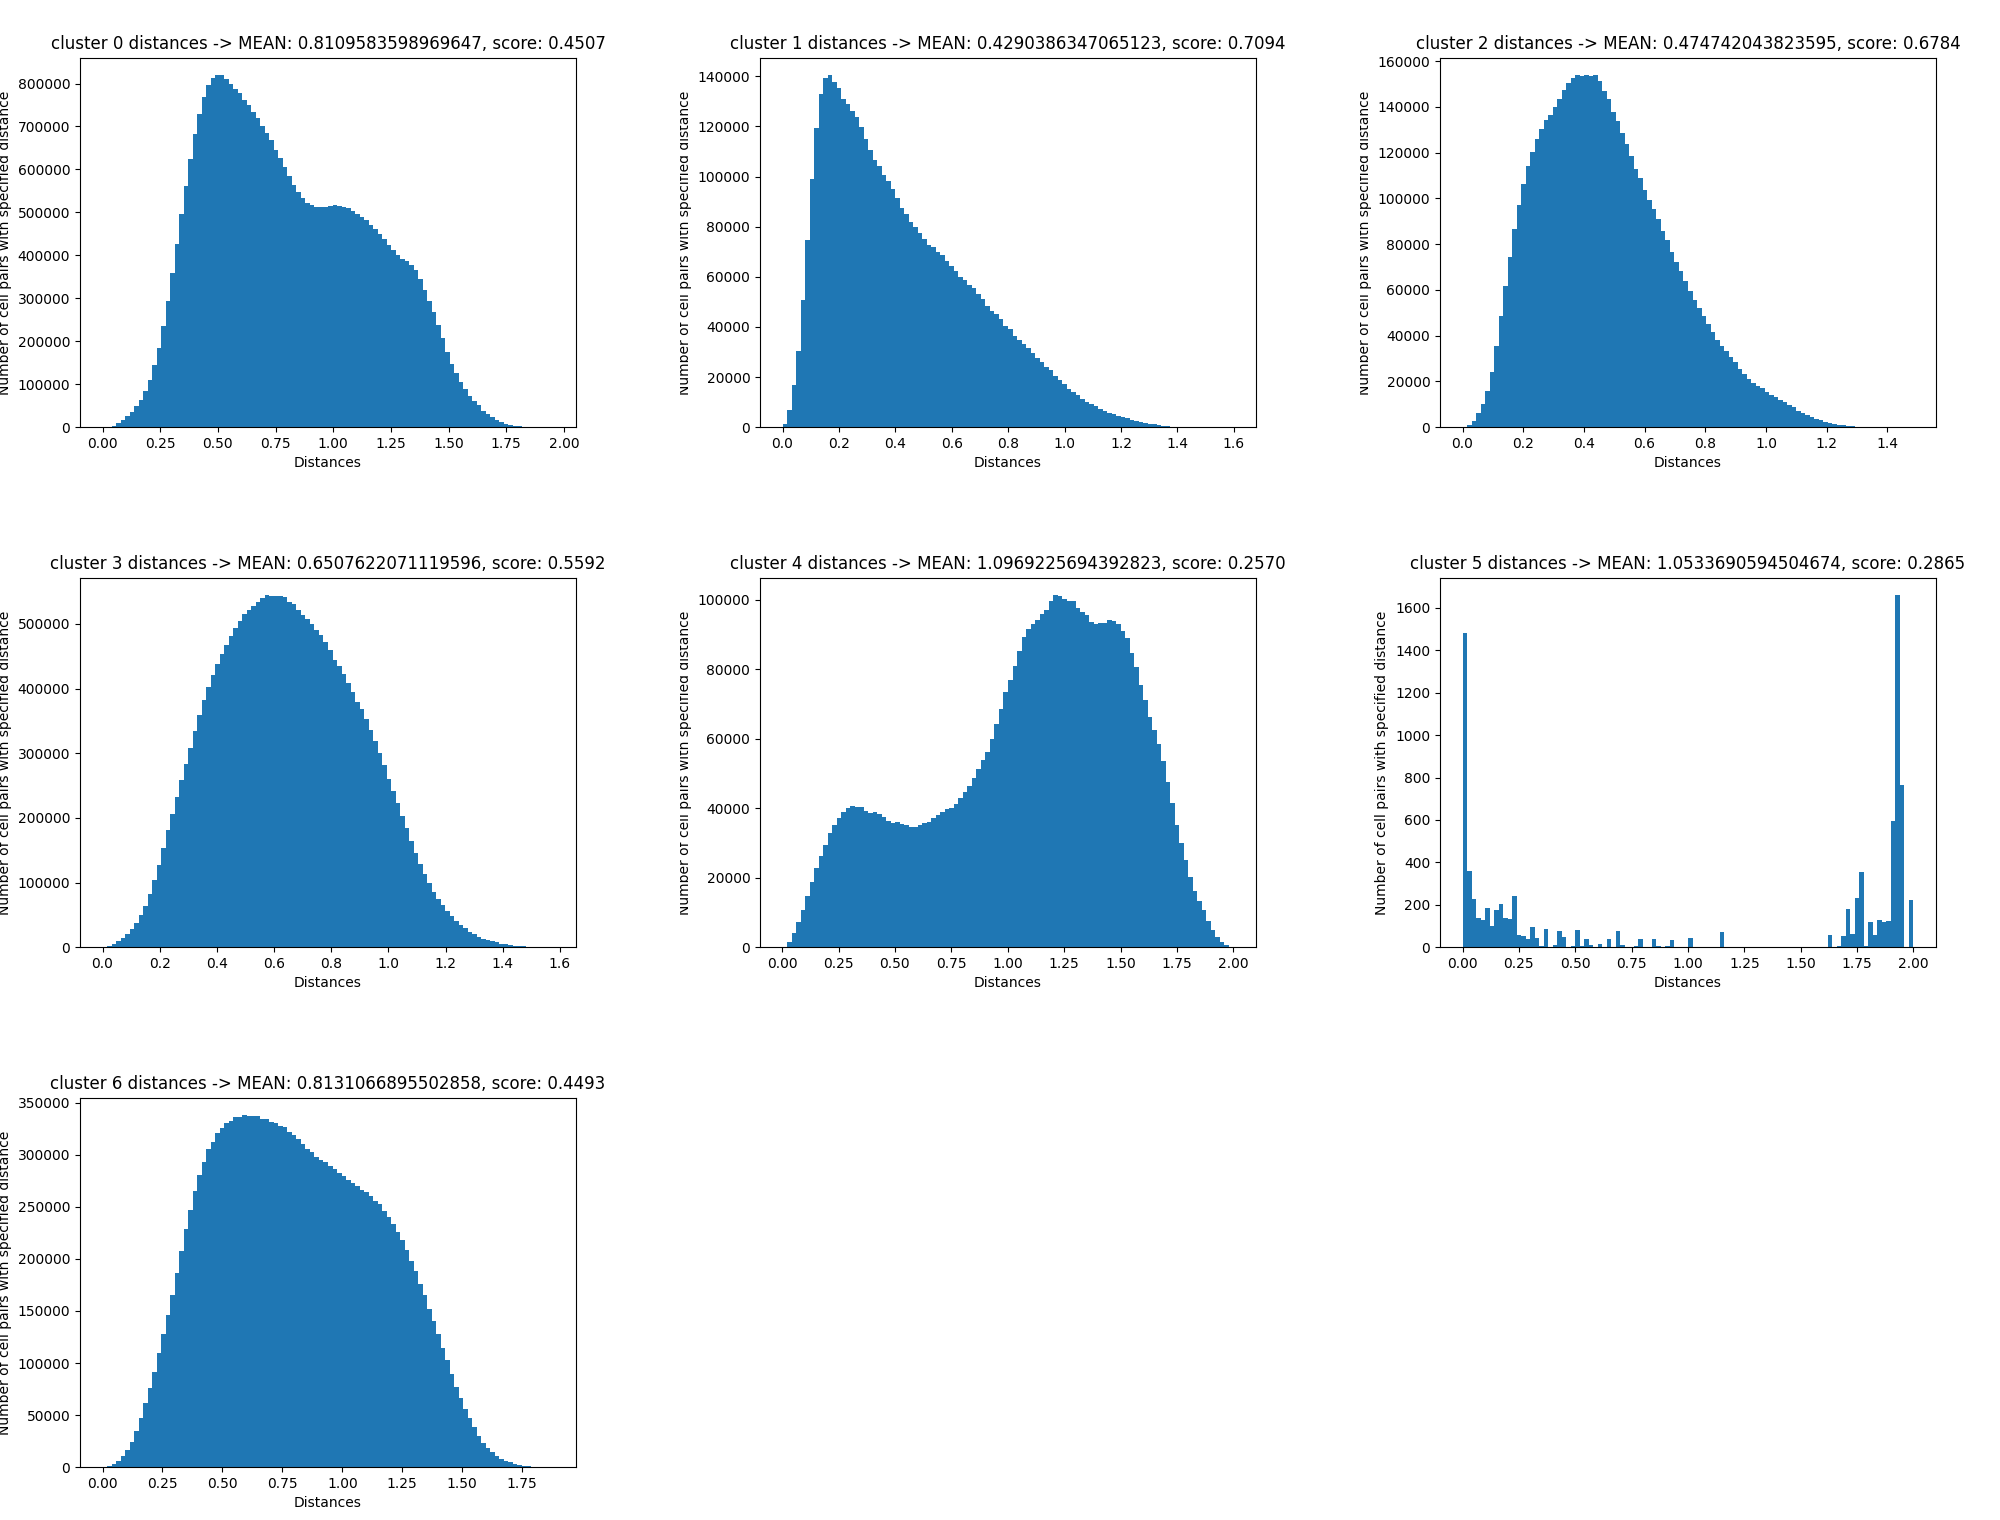 cluster 0 distances -> MEAN: 0.8109583598969647, score: 0.4507
Number of cell pairs with specified distance
800000
700000
600000
500000
400000
300000
200000
100000
0
0.00 0.25 0.50 0.75 1.00 1.25 1.50 1.75 2.00
Distances
cluster 1 distances -> MEAN: 0.4290386347065123, score: 0.7094
Number of cell pairs with specified distance
140000
120000
100000
80000
60000
40000
20000
0
0.0 0.2 0.4 0.6 0.8 1.0 1.2 1.4 1.6
Distances
cluster 2 distances -> MEAN: 0.474742043823595, score: 0.6784
Number of cell pairs with specified distance
160000
140000
120000
100000
80000
60000
40000
20000
0
0.0 0.2 0.4 0.6 0.8 1.0 1.2 1.4
Distances
cluster 3 distances -> MEAN: 0.6507622071119596, score: 0.5592
Number of cell pairs with specified distance
500000
400000
300000
200000
100000
0
0.0 0.2 0.4 0.6 0.8 1.0 1.2 1.4 1.6
Distances
cluster 4 distances -> MEAN: 1.0969225694392823, score: 0.2570
Number of cell pairs with specified distance
100000
80000
60000
40000
20000
0
0.00 0.25 0.50 0.75 1.00 1.25 1.50 1.75 2.00
Distances
cluster 5 distances -> MEAN: 1.0533690594504674, score: 0.2865
Number of cell pairs with specified distance
1600
1400
1200
1000
800
600
400
200
0
0.00 0.25 0.50 0.75 1.00 1.25 1.50 1.75 2.00
Distances
cluster 6 distances -> MEAN: 0.8131066895502858, score: 0.4493
Number of cell pairs with specified distance
350000
300000
250000
200000
150000
100000
50000
0
0.00 0.25 0.50 0.75 1.00 1.25 1.50 1.75
Distances